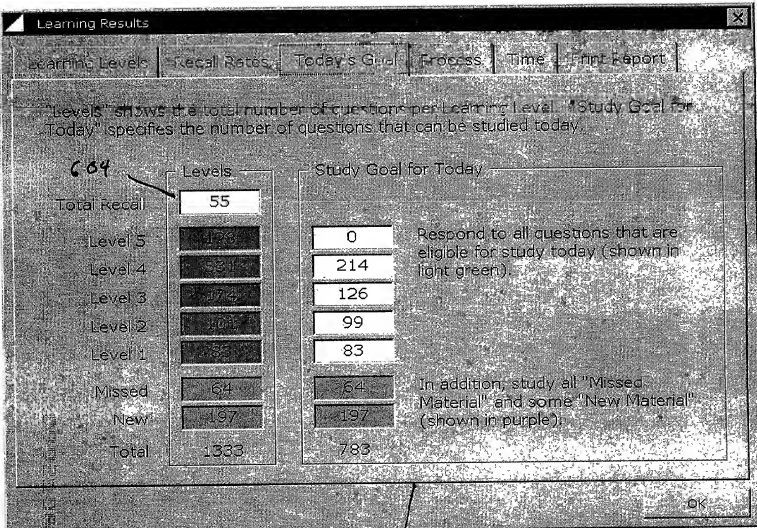 Learning Results
Learning Levels Recall Rates Today's Goal Process Time Print Report
"Levels" shows the total number of questions per Learning Level. "Study Goal for
Today" specifies the number of questions that can be studied today.
604
Levels Study Goal for Today
Total Recall 55
Level 5 128 0 Respond to all questions that are
eligible for study today (shown in
Level 4 531 214 light green).
Level 3 174 126
Level 2 101 99
Level 1 83 83
Missed 64 64 In addition, study all "Missed
Material" and some "New Material"
New 197 197 (shown in purple).
Total 1333 783
OK